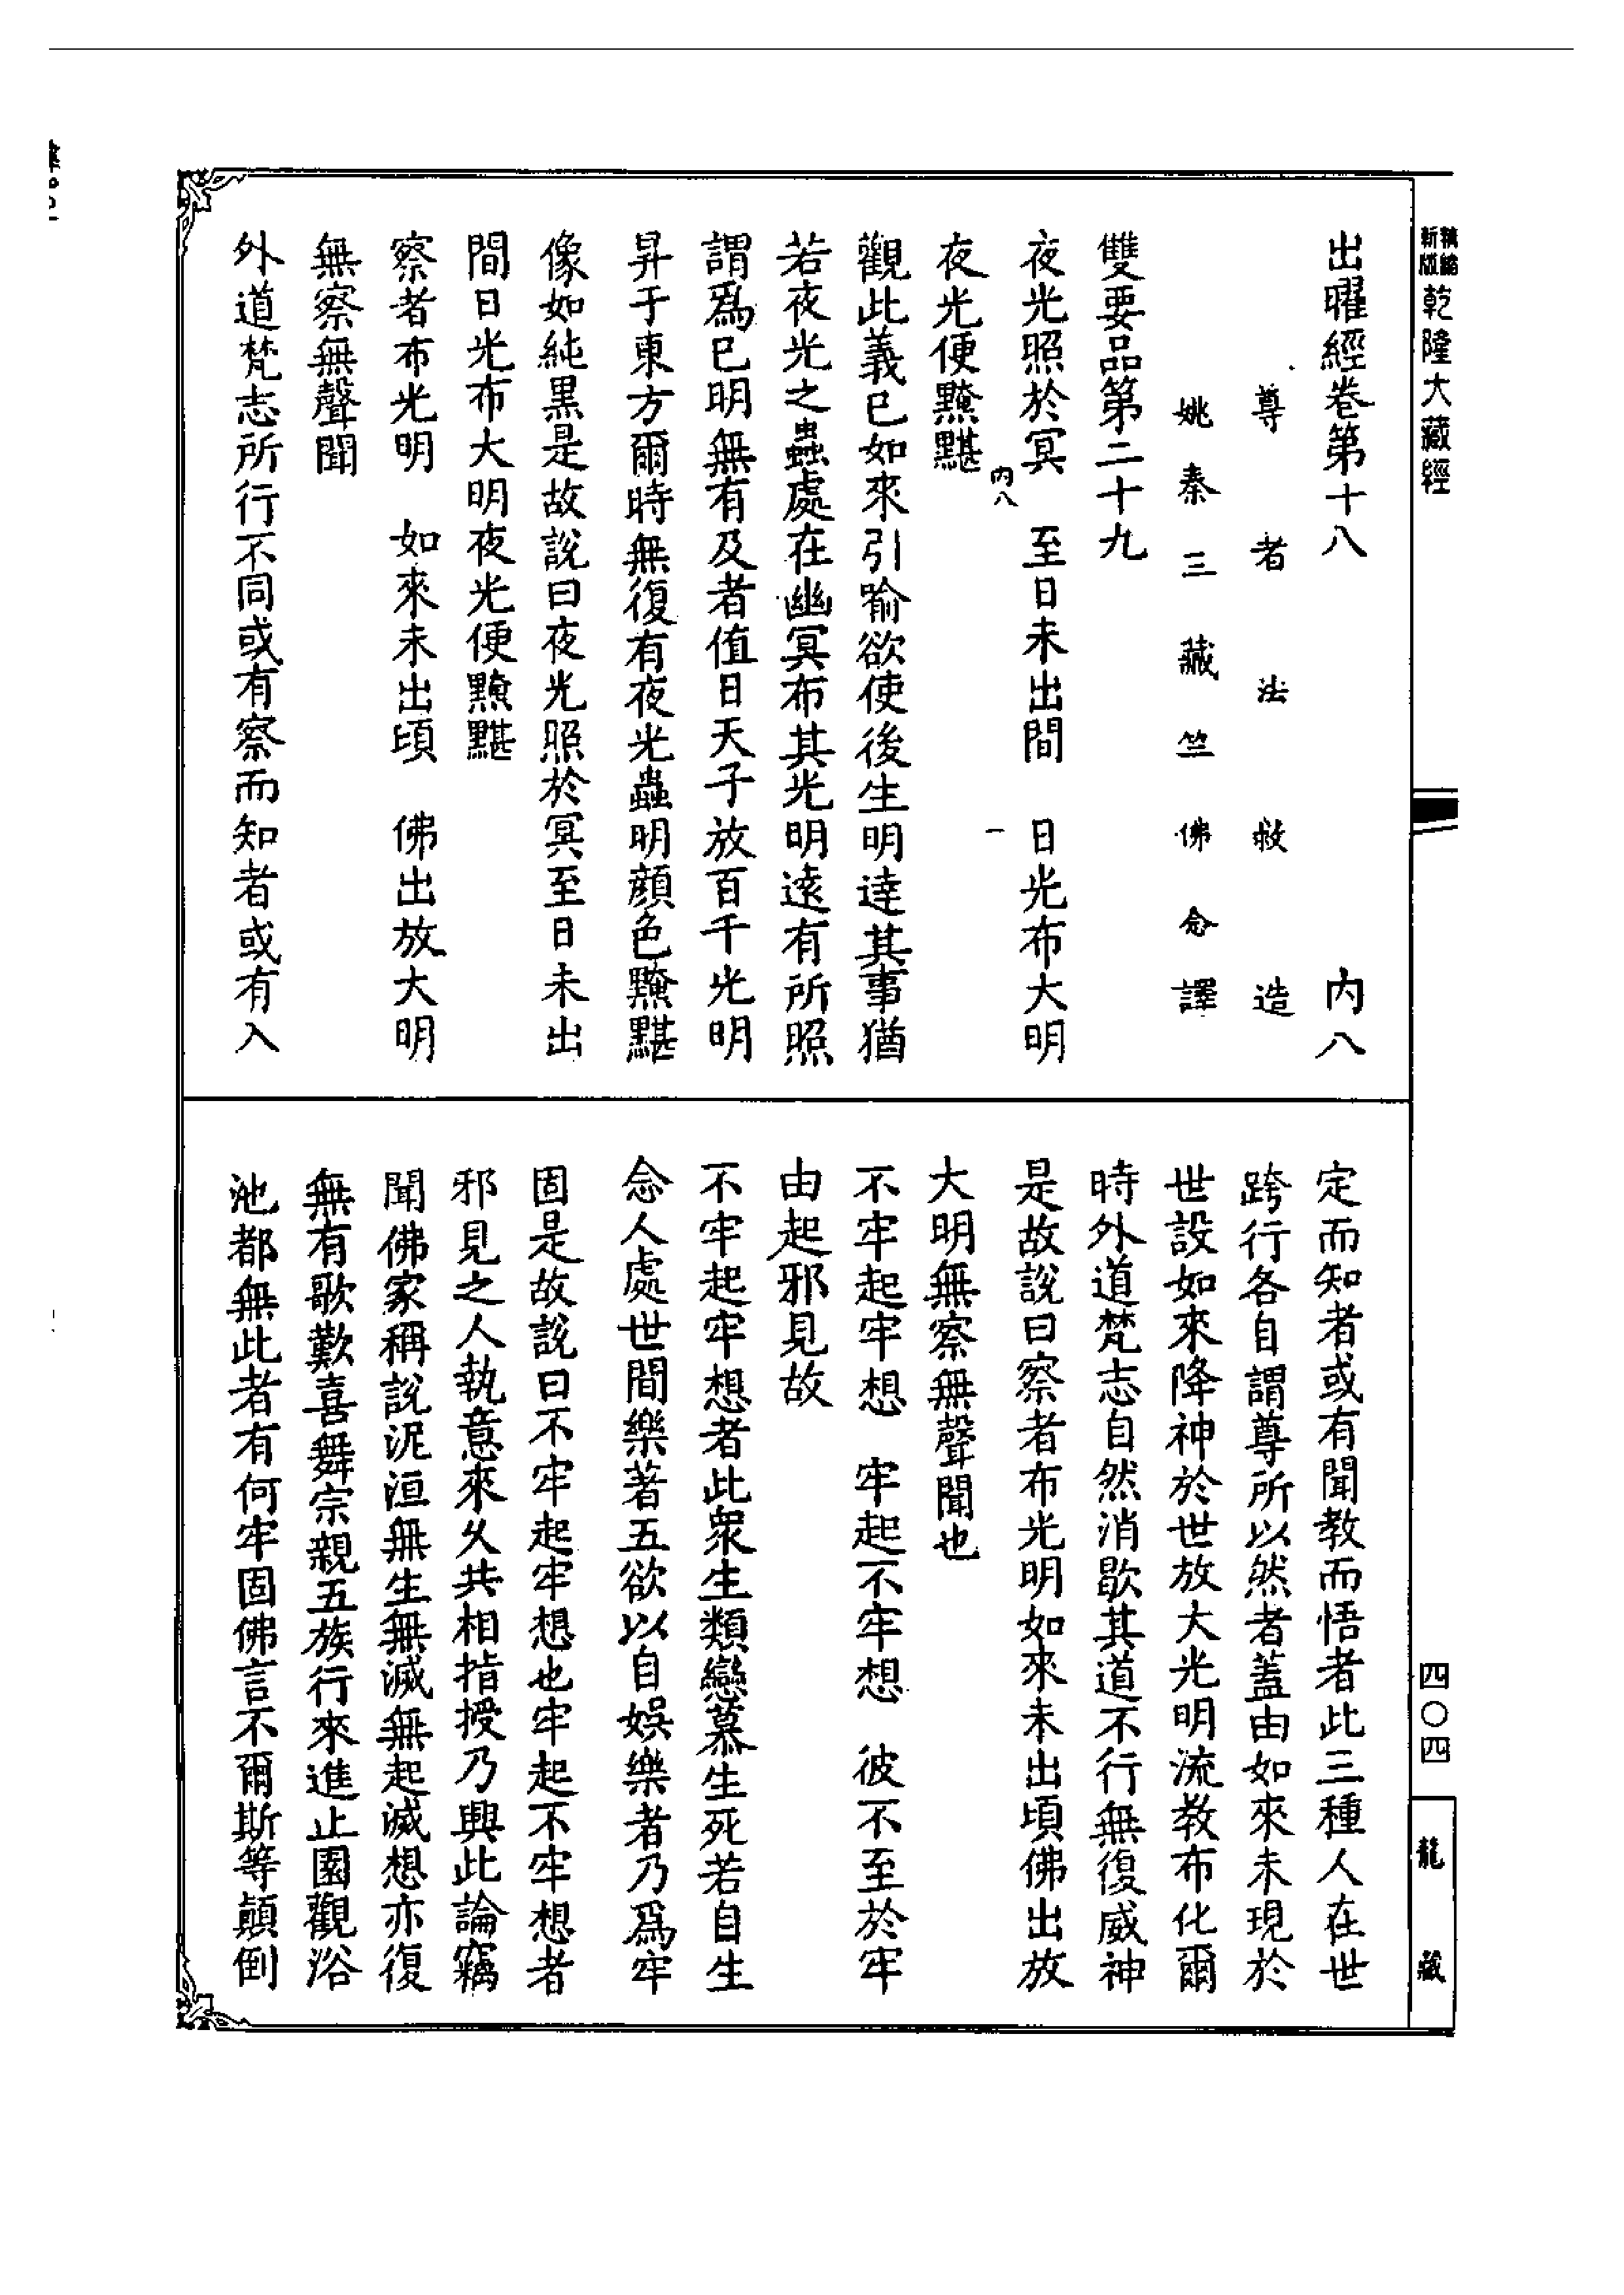 新版精縮乾隆大藏經
出曜經卷第十八 內八
尊者法救造
姚秦三藏竺佛念譯
雙要品第二十九
夜光照於冥 至日未出間 日光布大明
內八 一
夜光便黤黮
觀此義已如來引喻欲使後生明達其事猶
若夜光之蟲處在幽冥布其光明遠有所照
謂爲已明無有及者值日天子放百千光明
昇于東方爾時無復有夜光蟲明顏色黤黮
像如純黑是故說曰夜光照於冥至日未出
間日光布大明夜光便黤黮
察者布光明 如來未出頃 佛出放大明
無察無聲聞
外道梵志所行不同或有察而知者或有入
定而知者或有聞教而悟者此三種人在世
跨行各自謂尊所以然者蓋由如來未現於
世設如來降神於世放大光明流教布化爾
時外道梵志自然消歇其道不行無復威神
是故說曰察者布光明如來未出頃佛出放
大明無察無聲聞也
不牢起牢想 牢起不牢想 彼不至於牢
由起邪見故
不牢起牢想者此衆生類戀慕生死若自生
念人處世間樂著五欲以自娛樂者乃爲牢
固是故說曰不牢起牢想也牢起不牢想者
邪見之人執意來久共相指授乃興此論竊
聞佛家稱說泥洹無生無滅無起滅想亦復
無有歌歎喜舞宗親五族行來進止園觀浴
池都無此者有何牢固佛言不爾斯等顛倒
四〇四
龍藏